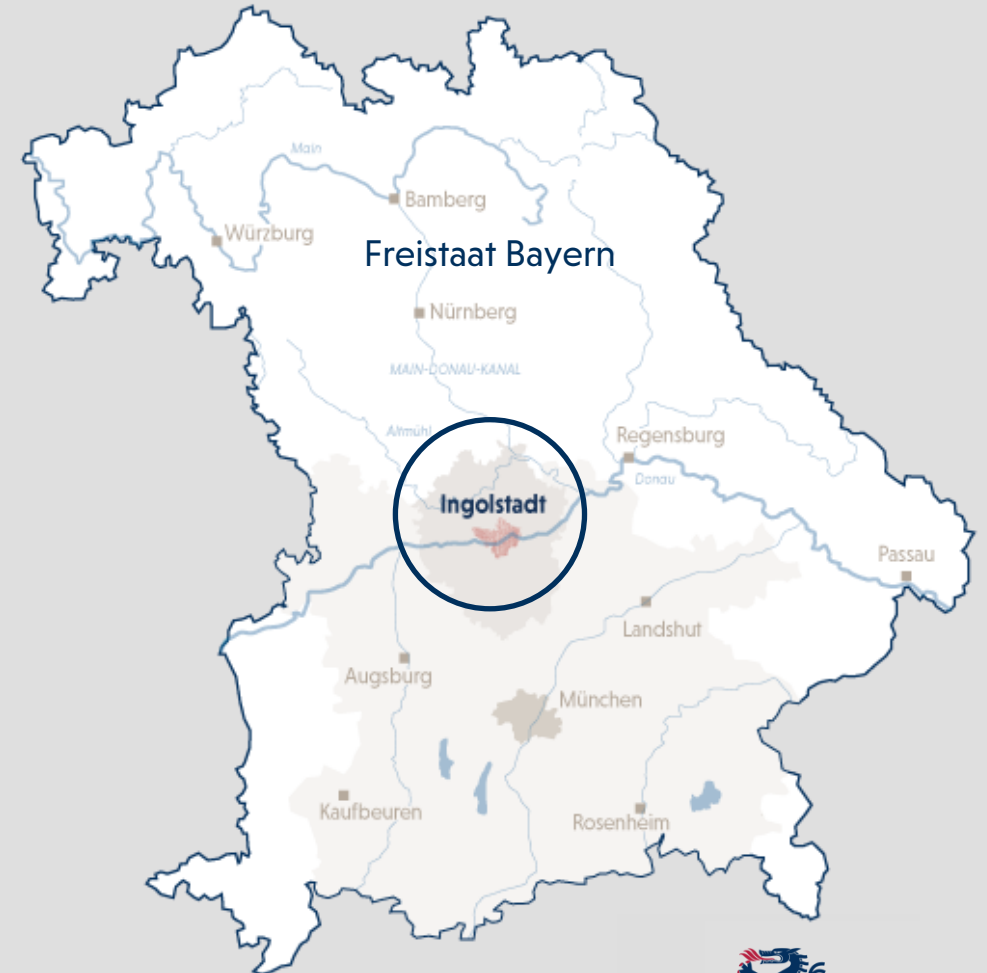 Main
Bamberg
Würzburg
Freistaat Bayern
Nürnberg
MAIN-DONAU-KANAL
Altmühl
Regensburg
Donau
Ingolstadt
Passau
Landshut
Augsburg
München
Kaufbeuren
Rosenheim